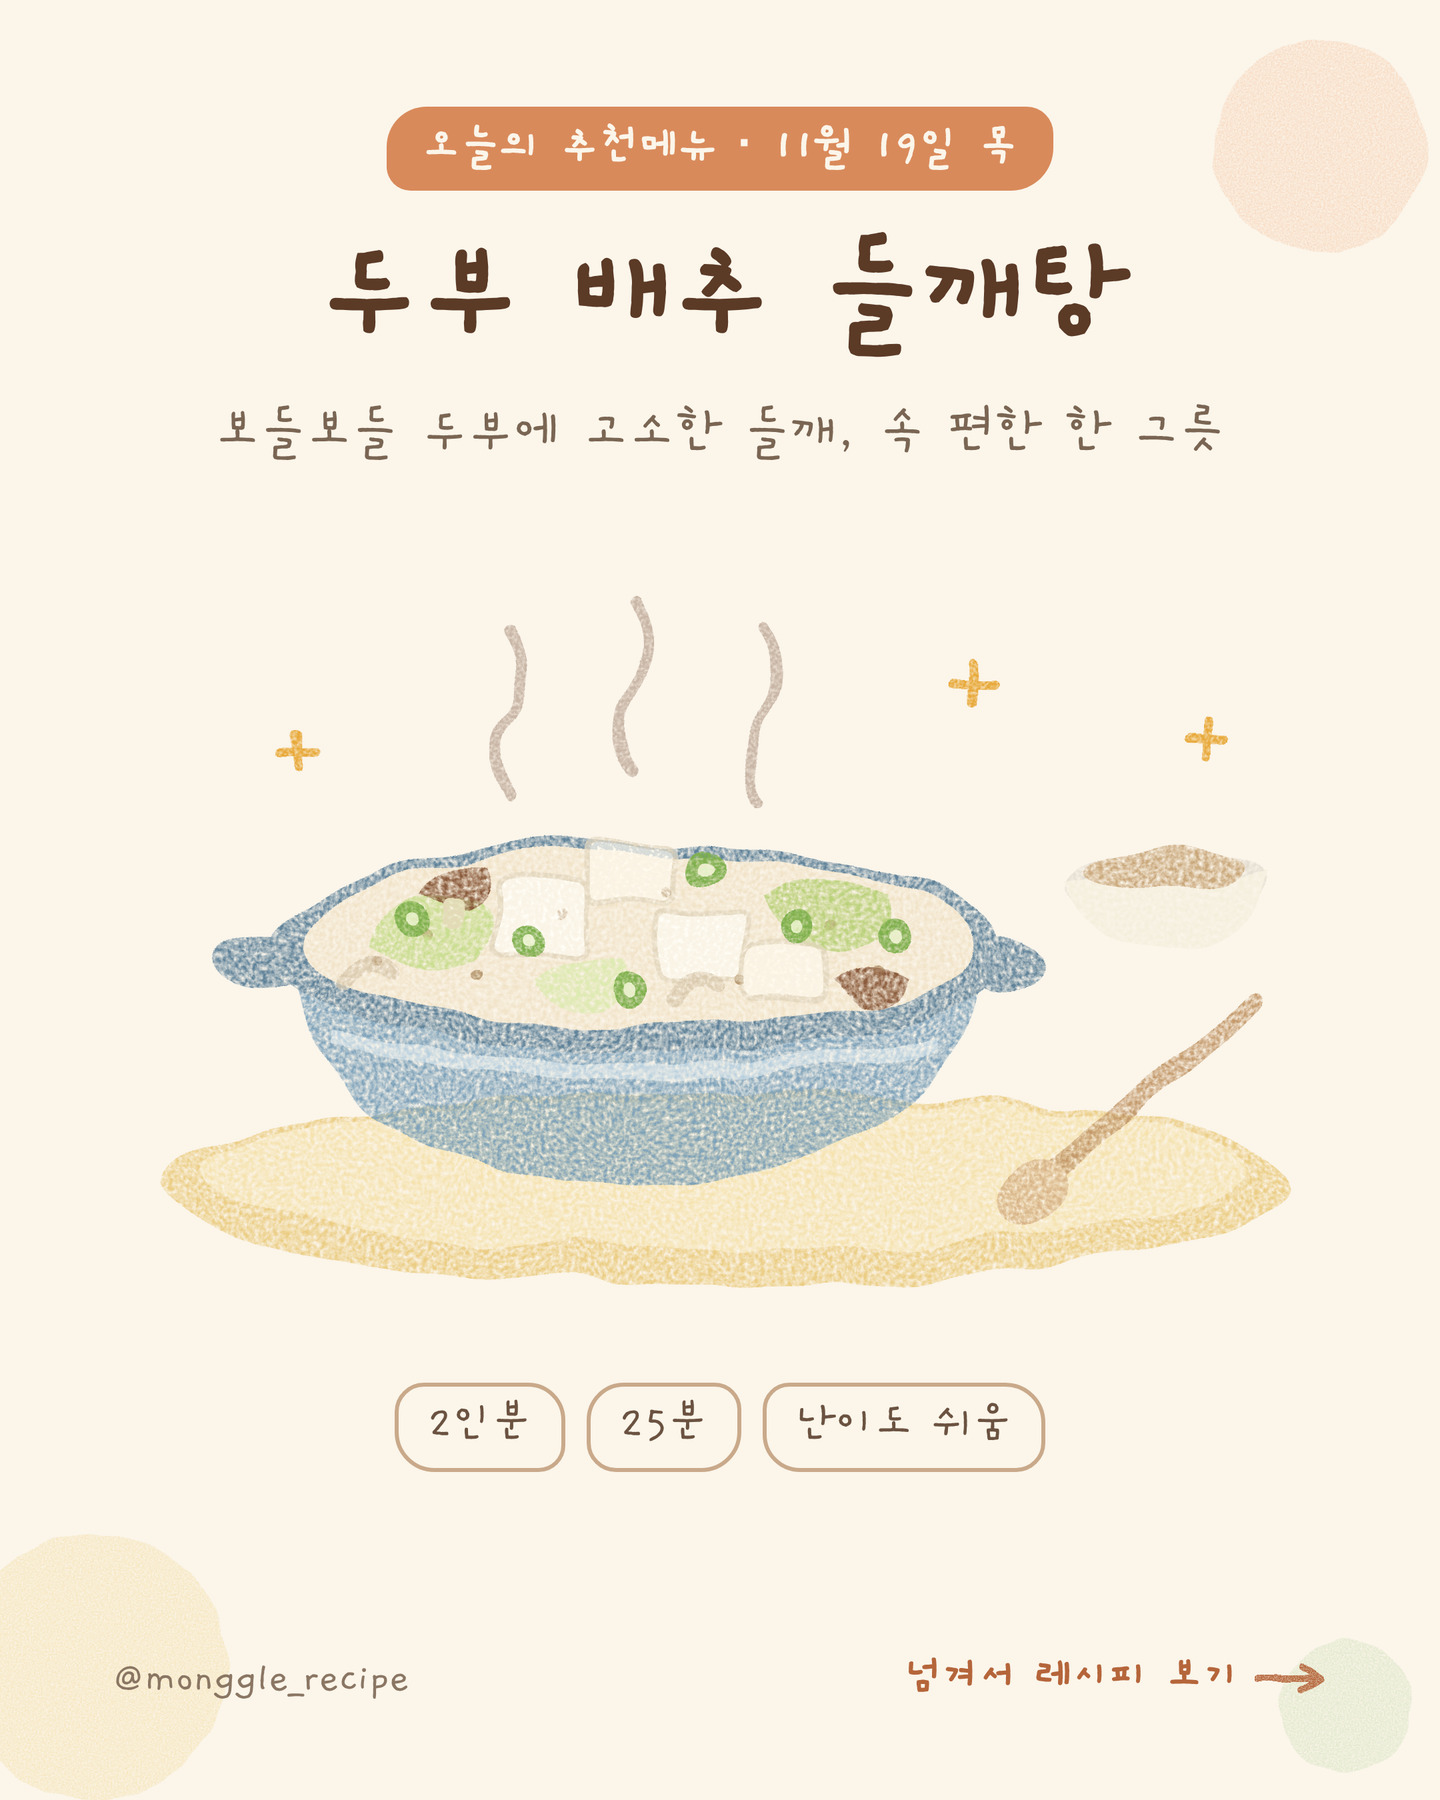 오늘의 추천메뉴 · 11월 19일 목
두부 배추 들깨탕
보들보들 두부에 고소한 들깨, 속 편한 한 그릇
2인분
25분
난이도 쉬움
@monggle_recipe
넘겨서 레시피 보기 →